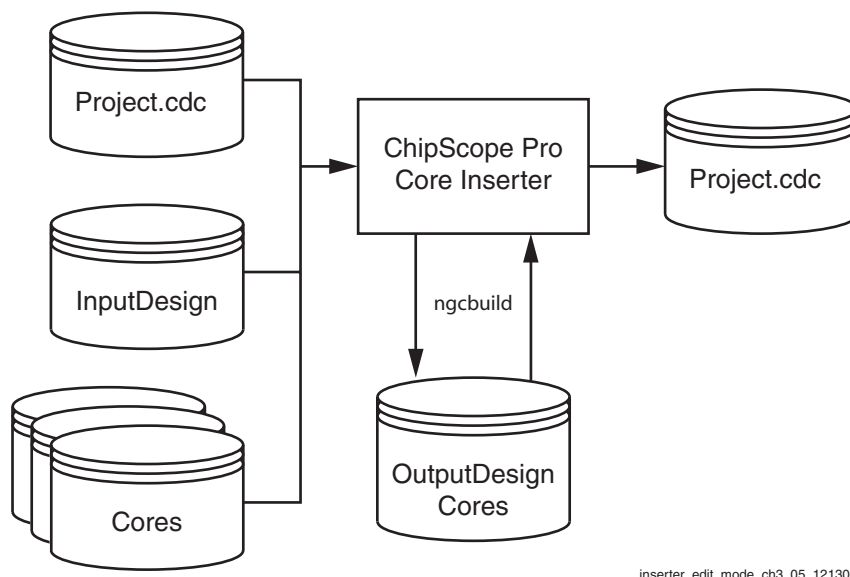 Project.cdc
ChipScope Pro
Core Inserter
Project.cdc
InputDesign
ngcbuild
OutputDesign
Cores
Cores
inserter_edit_mode_ch3_05_12130